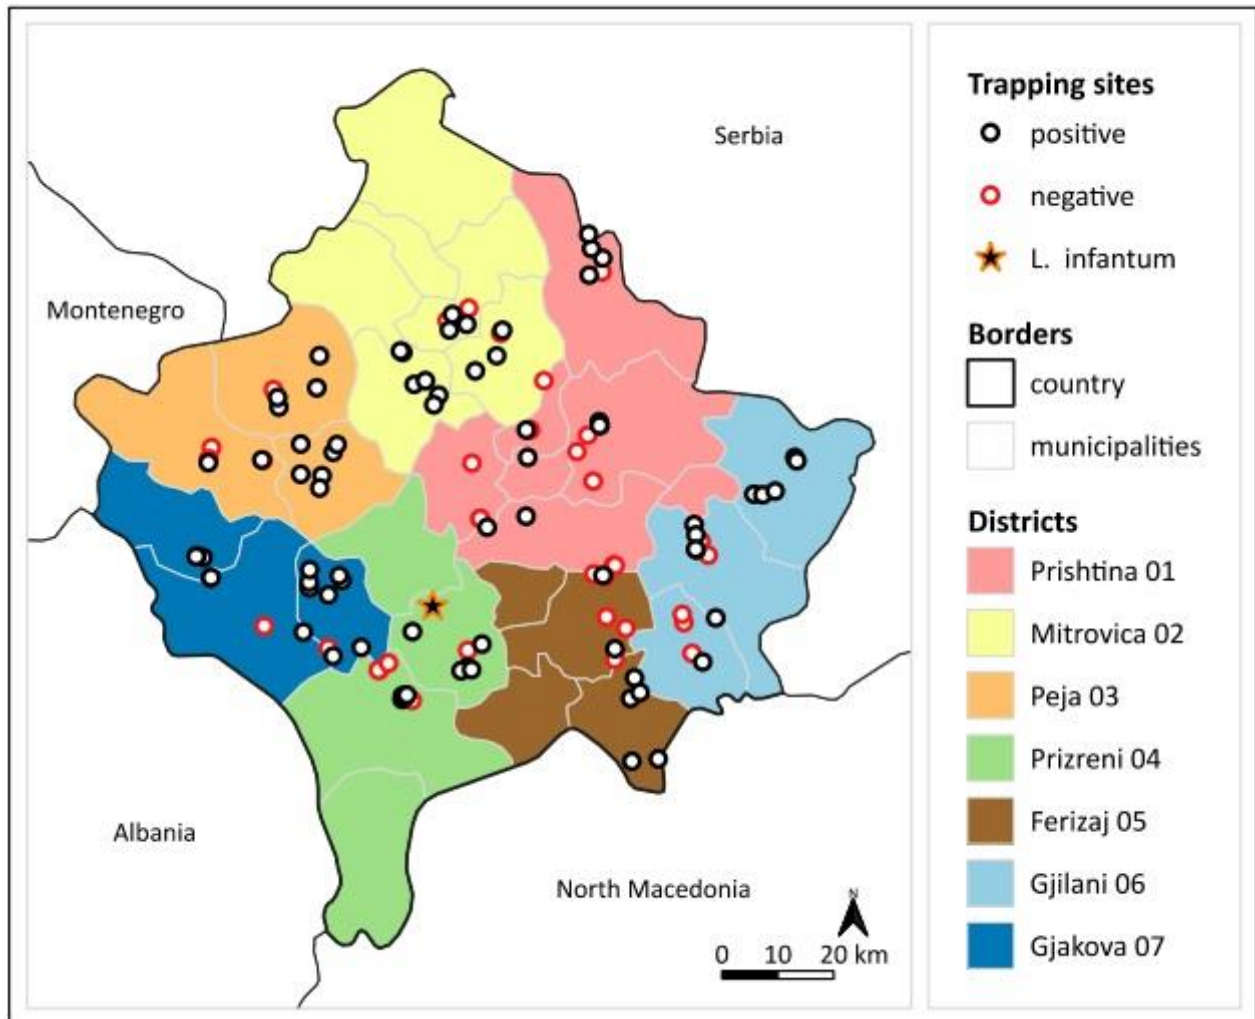 Serbia
Montenegro
Albania
North Macedonia
N
0 10 20 km
Trapping sites
positive
negative
L. infantum
Borders
country
municipalities
Districts
Prishtina 01
Mitrovica 02
Peja 03
Prizreni 04
Ferizaj 05
Gjilani 06
Gjakova 07